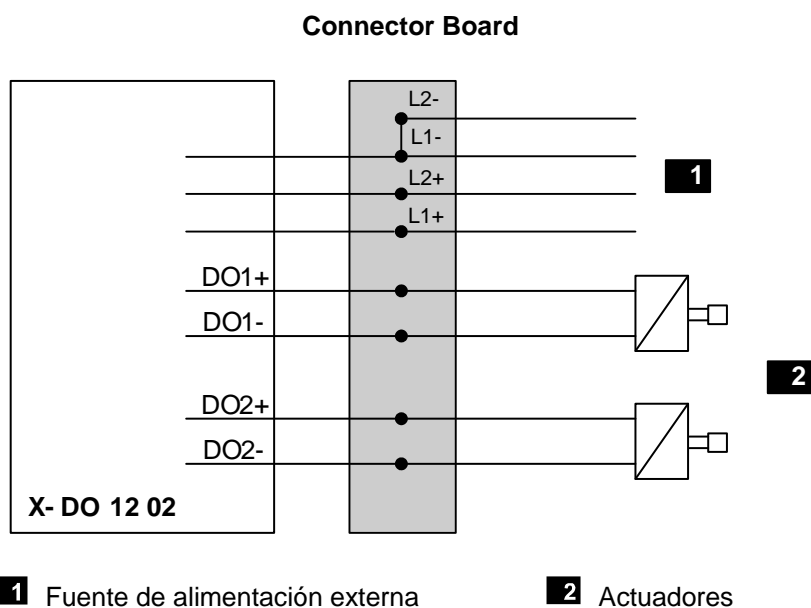 Connector Board
L2-
L1-
L2+
L1+
1
DO1+
DO1-
2
DO2+
DO2-
X- DO 12 02
1 Fuente de alimentación externa
2 Actuadores